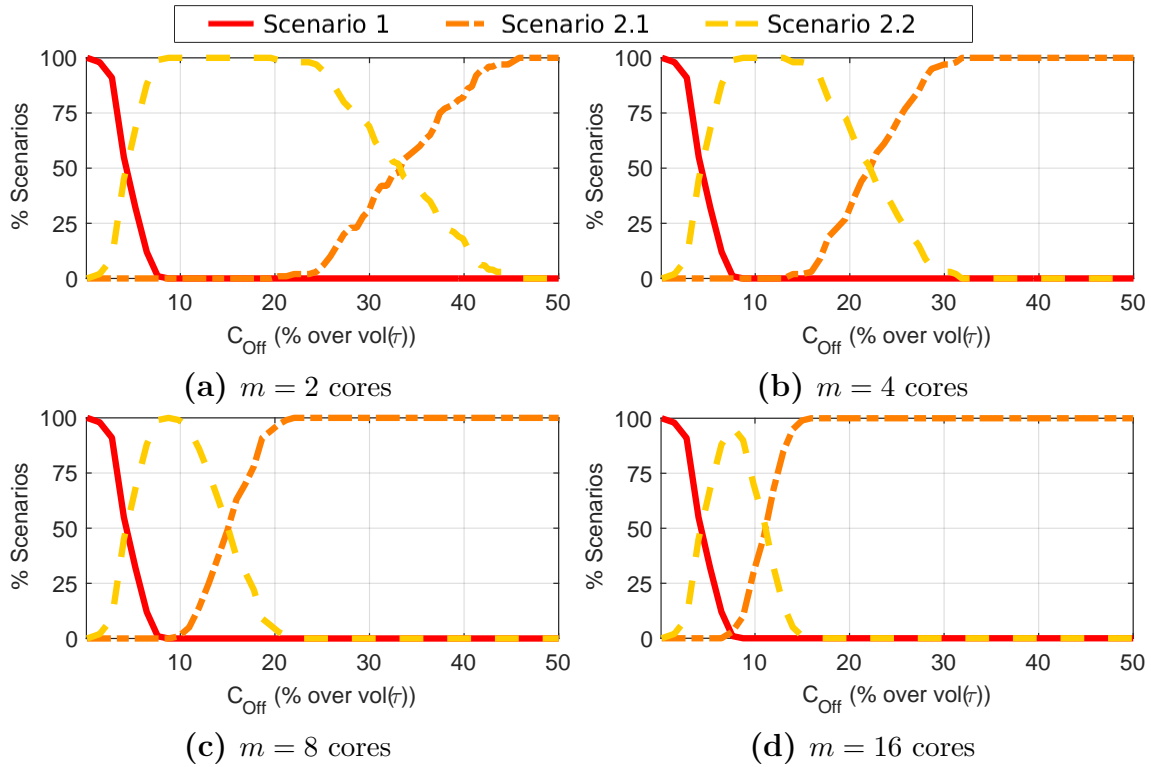 Scenario 1 Scenario 2.1 Scenario 2.2
100
75
50
25
0
% Scenarios
10 20 30 40 50
C_Off (% over vol(τ))
(a) m = 2 cores
100
75
50
25
0
% Scenarios
10 20 30 40 50
C_Off (% over vol(τ))
(b) m = 4 cores
100
75
50
25
0
% Scenarios
10 20 30 40 50
C_Off (% over vol(τ))
(c) m = 8 cores
100
75
50
25
0
% Scenarios
10 20 30 40 50
C_Off (% over vol(τ))
(d) m = 16 cores